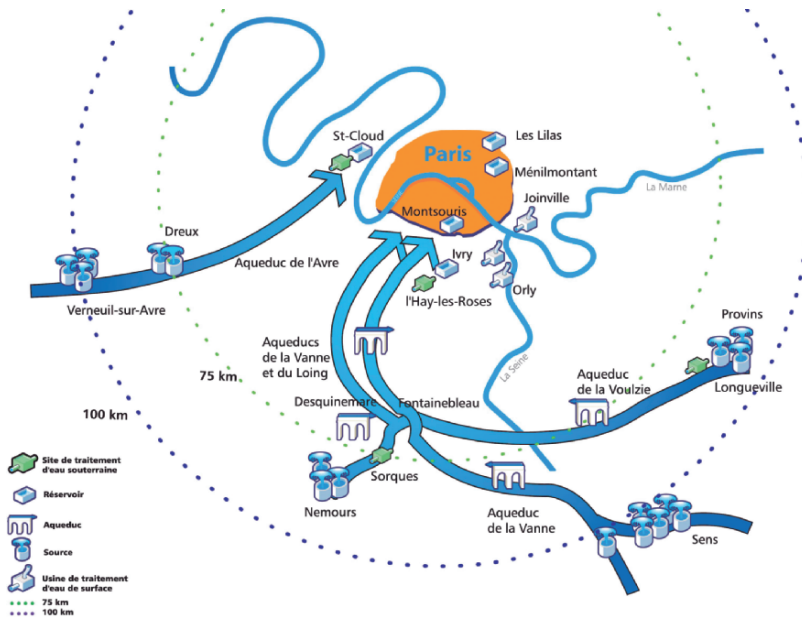 St-Cloud
Les Lilas
Paris
Ménilmontant
La Marne
Joinville
Montsouris
Dreux
Ivry
Aqueduc de l'Avre
Orly
l'Hay-les-Roses
Verneuil-sur-Avre
Provins
Aqueducs
de la Vanne
et du Loing
La Seine
75 km
Aqueduc
de la Voulzie
Longueville
100 km
Desquinemare
Fontainebleau
Sorques
Nemours
Aqueduc
de la Vanne
Sens
Site de traitement
d'eau souterraine
Réservoir
Aqueduc
Source
Usine de traitement
d'eau de surface
75 km
100 km